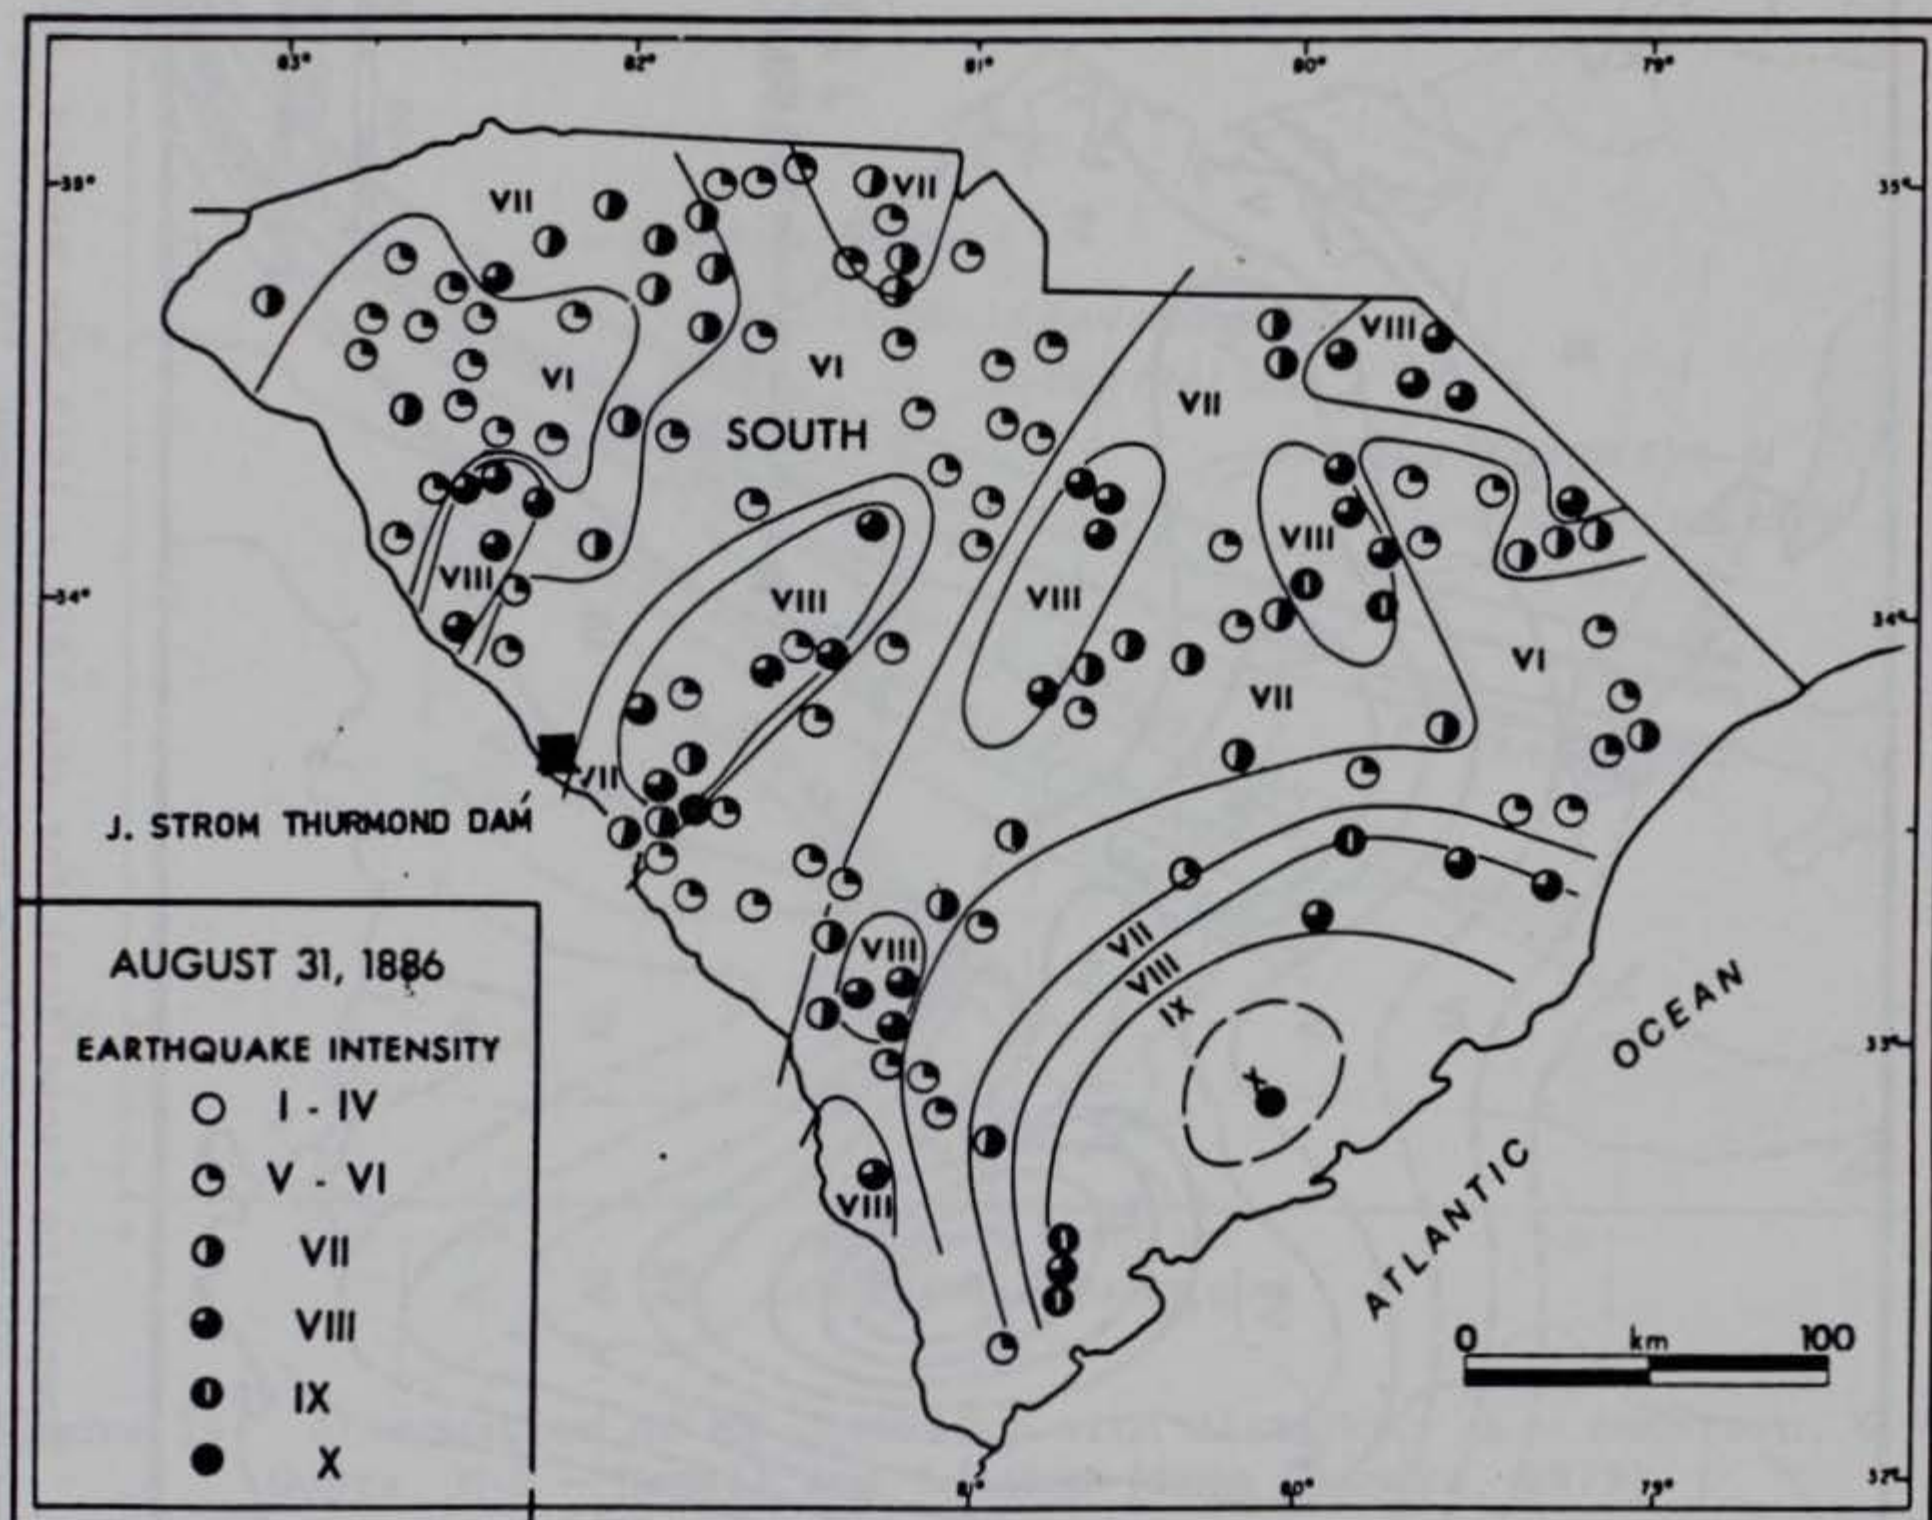 83° 82° 81° 80° 79°
35° 35°
VII VII
VIII
VI VI VII
SOUTH
VIII
VIII
34° 34°
VIII VIII
VI
VII
VII
J. STROM THURMOND DAM
VIII VII
VIII
IX
OCEAN
33°
X
ATLANTIC
VIII
AUGUST 31, 1886
EARTHQUAKE INTENSITY
I - IV
V - VI
VII
VIII
IX
X
0 km 100
81° 80° 79°
32°